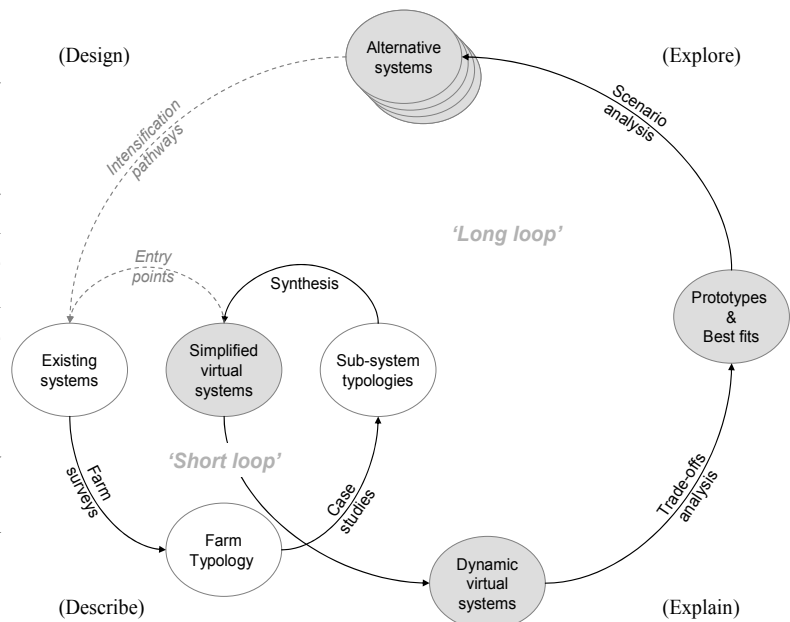 (Design)
Alternative
systems
(Explore)
Scenario
analysis
Intensification
pathways
'Long loop'
Entry
points
Synthesis
Prototypes
&
Best fits
Existing
systems
Simplified
virtual
systems
Sub-system
typologies
'Short loop'
Farm
surveys
Case
studies
Trade-offs
analysis
Farm
Typology
Dynamic
virtual
systems
(Describe)
(Explain)